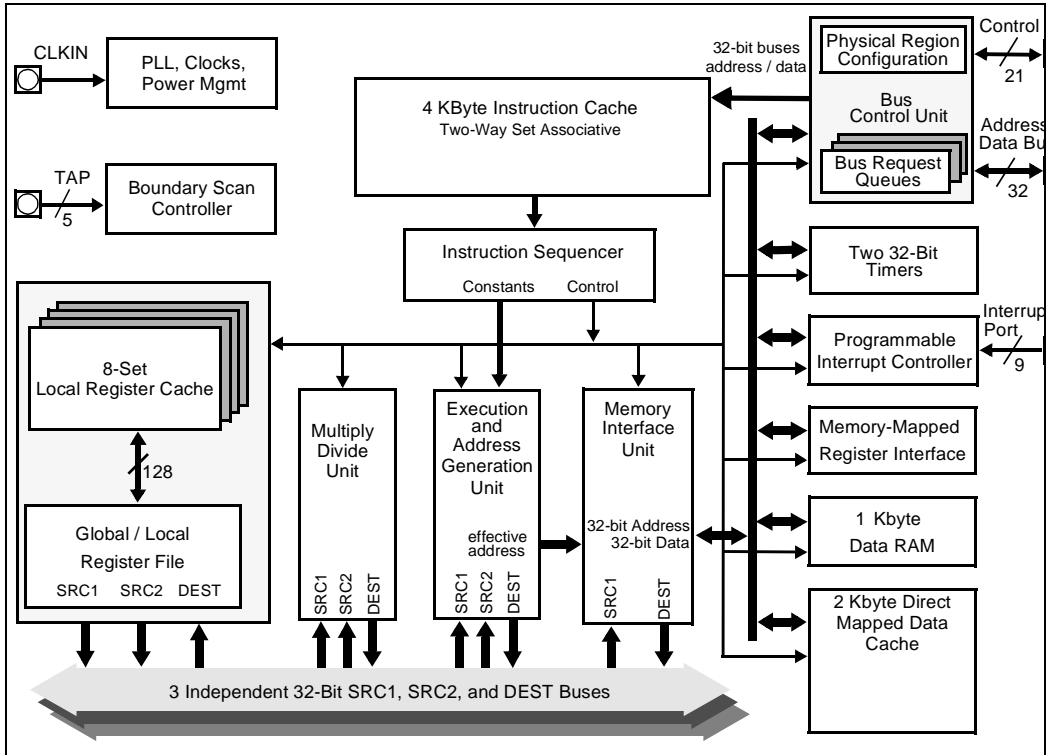 CLKIN
PLL, Clocks,
Power Mgmt
TAP
5
Boundary Scan
Controller
4 KByte Instruction Cache
Two-Way Set Associative
32-bit buses
address / data
Physical Region
Configuration
Bus
Control Unit
Bus Request
Queues
Control
21
Address
Data Bu
32
Instruction Sequencer
Constants
Control
Two 32-Bit
Timers
Programmable
Interrupt Controller
Interrup
Port
9
Memory-Mapped
Register Interface
1 Kbyte
Data RAM
2 Kbyte Direct
Mapped Data
Cache
8-Set
Local Register Cache
128
Global / Local
Register File
SRC1
SRC2
DEST
Multiply
Divide
Unit
SRC1
SRC2
DEST
Execution
and
Address
Generation
Unit
effective
address
SRC1
SRC2
DEST
Memory
Interface
Unit
32-bit Address
32-bit Data
SRC1
DEST
3 Independent 32-Bit SRC1, SRC2, and DEST Buses